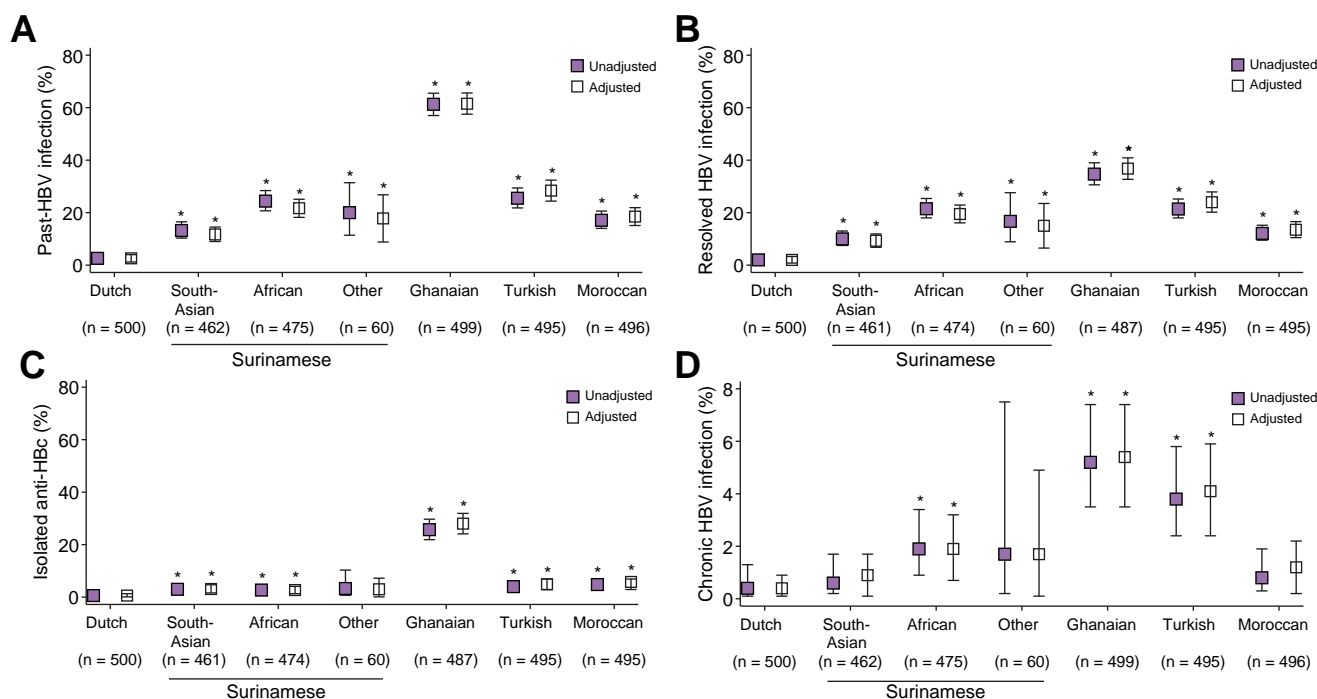 A
Past-HBV infection (%)
80
60
40
20
0
Unadjusted
Adjusted
* * * * * * * * * * * *
Dutch South-Asian African Other Ghanaian Turkish Moroccan
(n = 500) (n = 462) (n = 475) (n = 60) (n = 499) (n = 495) (n = 496)
Surinamese
B
Resolved HBV infection (%)
80
60
40
20
0
Unadjusted
Adjusted
* * * * * * * * * * * *
Dutch South-Asian African Other Ghanaian Turkish Moroccan
(n = 500) (n = 461) (n = 474) (n = 60) (n = 487) (n = 495) (n = 495)
Surinamese
C
Isolated anti-HBc (%)
80
60
40
20
0
Unadjusted
Adjusted
* * * * * * * * * *
Dutch South-Asian African Other Ghanaian Turkish Moroccan
(n = 500) (n = 461) (n = 474) (n = 60) (n = 487) (n = 495) (n = 495)
Surinamese
D
Chronic HBV infection (%)
8
6
4
2
0
Unadjusted
Adjusted
* * * * * *
Dutch South-Asian African Other Ghanaian Turkish Moroccan
(n = 500) (n = 462) (n = 475) (n = 60) (n = 499) (n = 495) (n = 496)
Surinamese